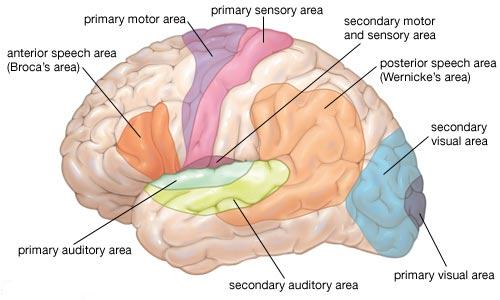 primary motor area
primary sensory area
secondary motor
and sensory area
anterior speech area
(Broca's area)
posterior speech area
(Wernicke's area)
secondary
visual area
primary auditory area
secondary auditory area
primary visual area